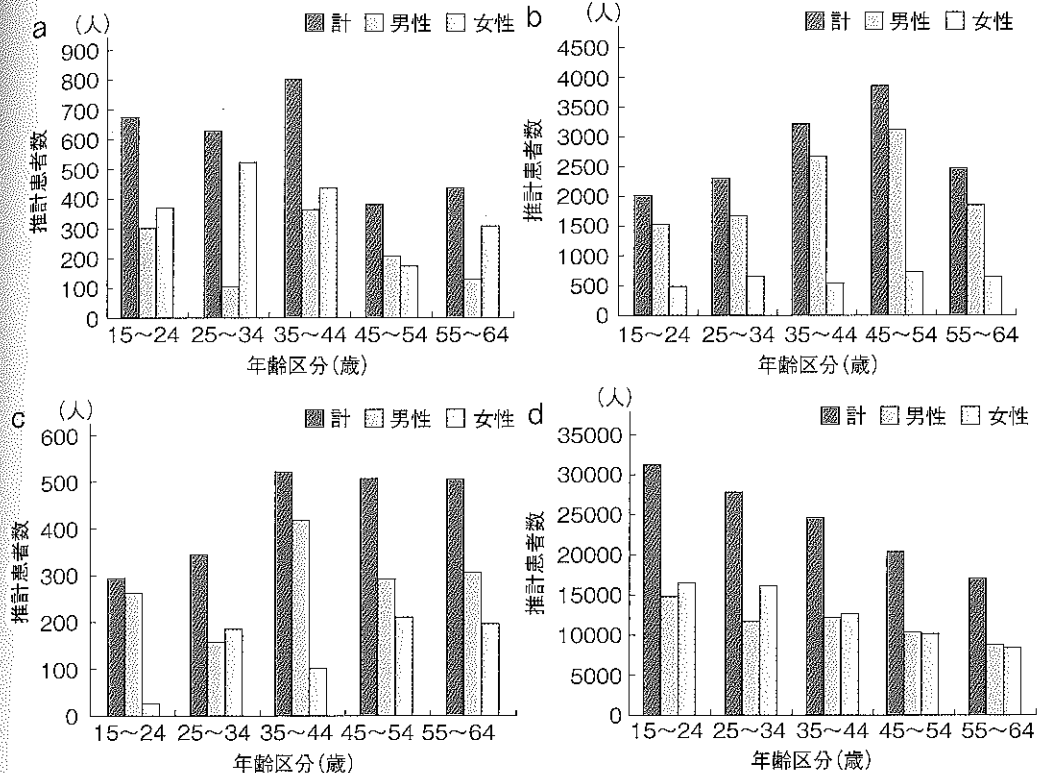 a (人) 計 男性 女性
900
800
700
600
500
400
300
200
100
0
推計患者数
15〜24 25〜34 35〜44 45〜54 55〜64
年齢区分(歳)
b (人) 計 男性 女性
4500
4000
3500
3000
2500
2000
1500
1000
500
0
推計患者数
15〜24 25〜34 35〜44 45〜54 55〜64
年齢区分(歳)
c (人) 計 男性 女性
600
500
400
300
200
100
0
推計患者数
15〜24 25〜34 35〜44 45〜54 55〜64
年齢区分(歳)
d (人) 計 男性 女性
35000
30000
25000
20000
15000
10000
5000
0
推計患者数
15〜24 25〜34 35〜44 45〜54 55〜64
年齢区分(歳)